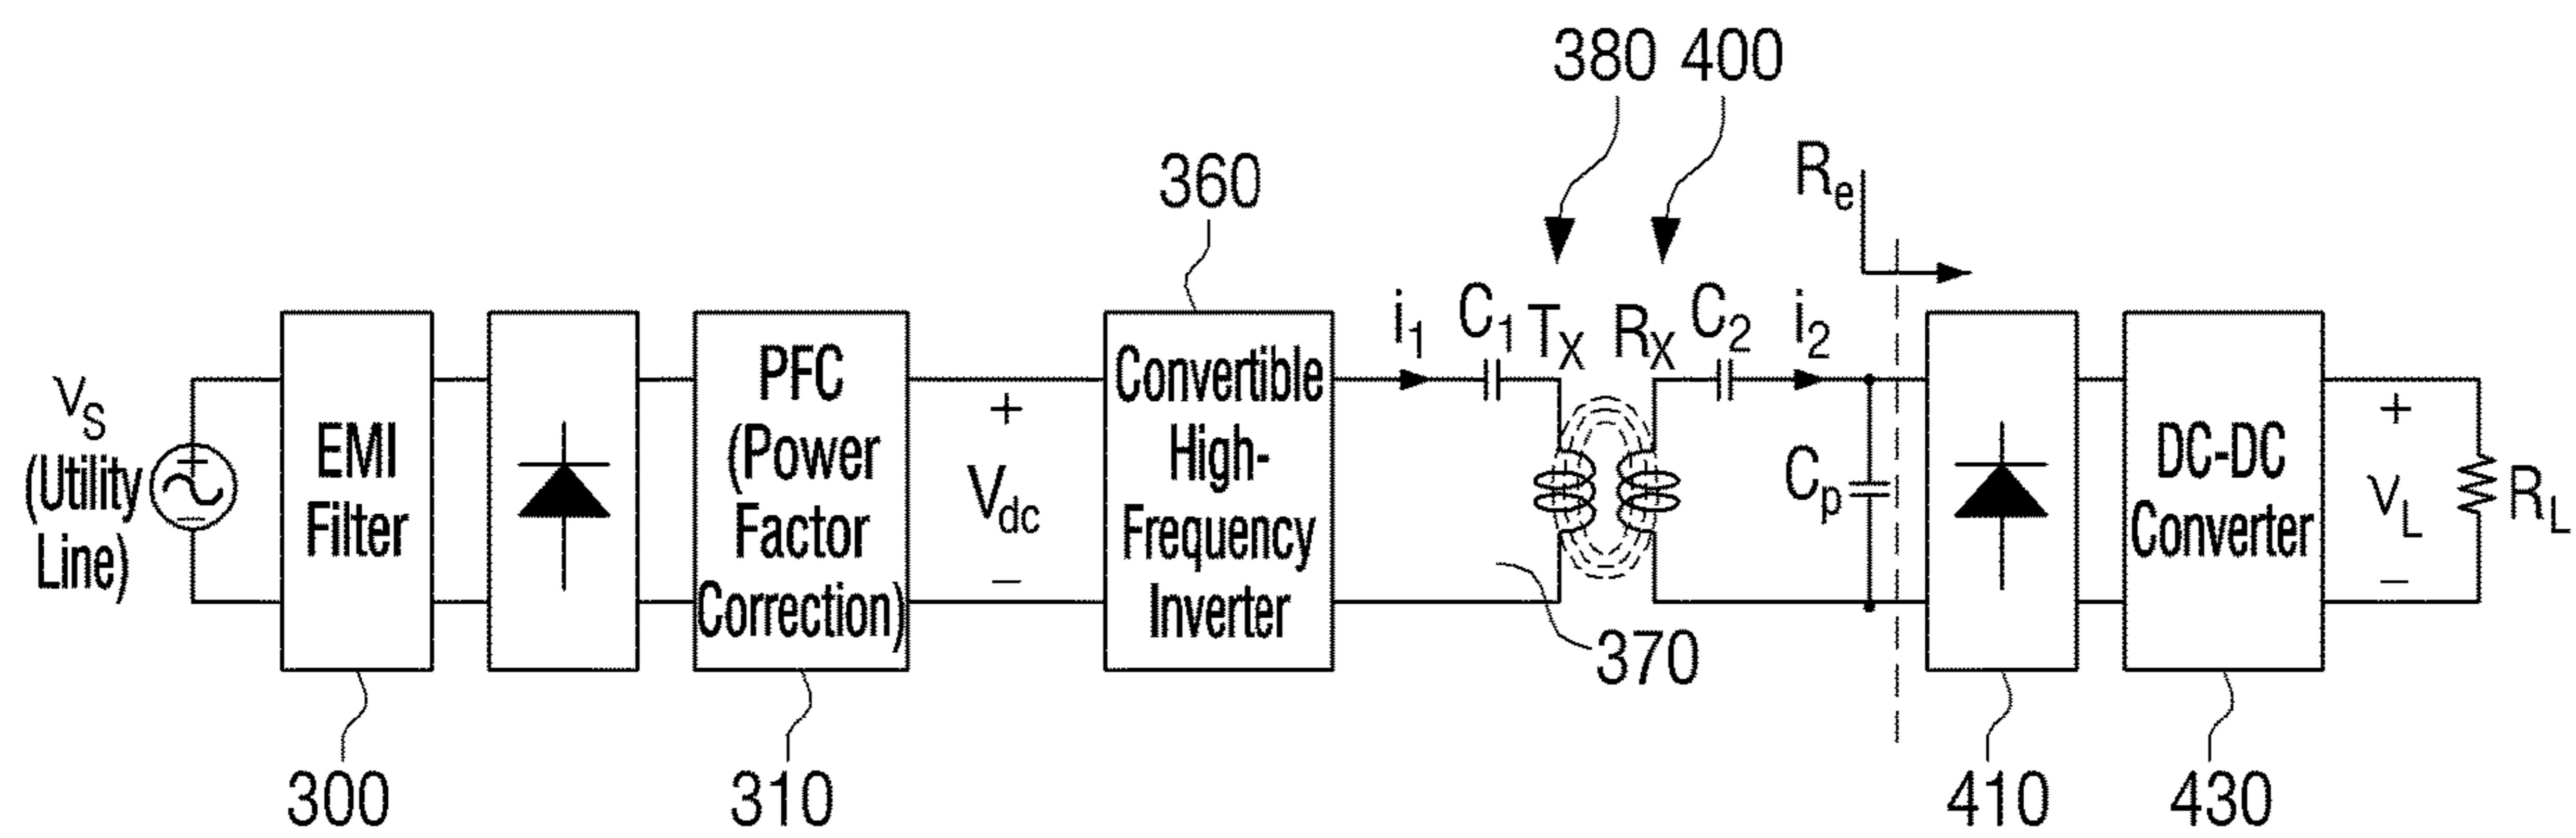 380 400
360
Re
i1 C1 TX RX C2 i2
VS
(Utility
Line)
+
−
EMI
Filter
PFC
(Power
Factor
Correction)
+
Vdc
−
Convertible
High-
Frequency
Inverter
Cp
DC-DC
Converter
+
VL
−
RL
370
300 310 410 430